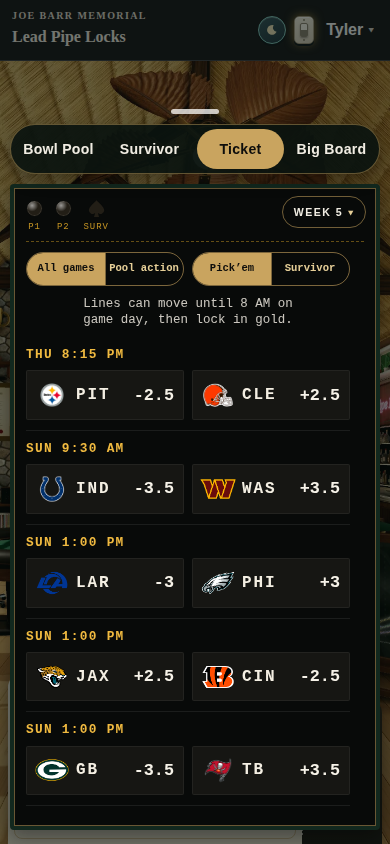 JOE BARR MEMORIAL
Lead Pipe Locks
Tyler ▾
Bowl Pool Survivor Ticket Big Board
P1 P2 SURV
WEEK 5 ▾
All games Pool action Pick'em Survivor
Lines can move until 8 AM on
game day, then lock in gold.
THU 8:15 PM
PIT -2.5 CLE +2.5
SUN 9:30 AM
IND -3.5 WAS +3.5
SUN 1:00 PM
LAR -3 PHI +3
SUN 1:00 PM
JAX +2.5 CIN -2.5
SUN 1:00 PM
GB -3.5 TB +3.5